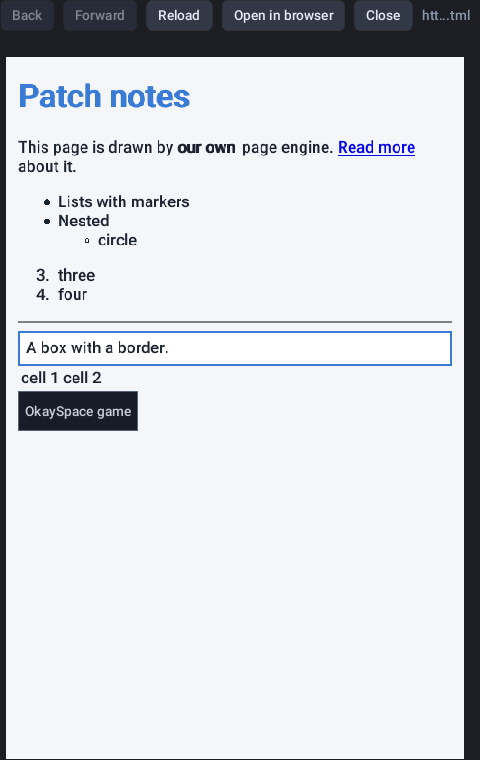 Back Forward Reload Open in browser Close htt...tml
Patch notes
This page is drawn by our own page engine. Read more
about it.
Lists with markers
Nested
circle
3. three
4. four
A box with a border.
cell 1 cell 2
OkaySpace game